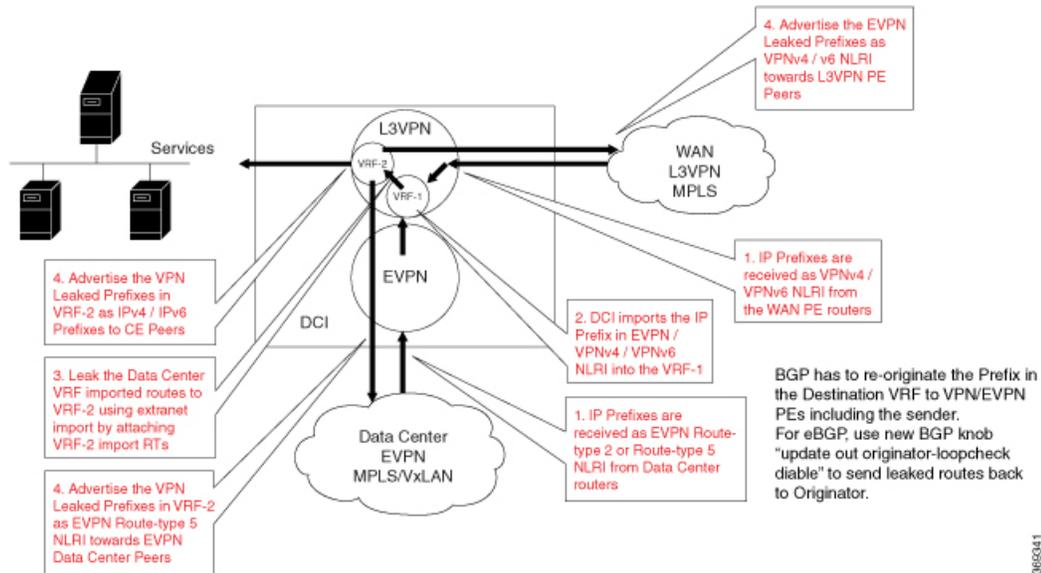 4. Advertise the EVPN
Leaked Prefixes as
VPNv4 / v6 NLRI
towards L3VPN PE
Peers
Services
L3VPN
VRF-2
VRF-1
WAN
L3VPN
MPLS
EVPN
DCI
4. Advertise the VPN
Leaked Prefixes in
VRF-2 as IPv4 / IPv6
Prefixes to CE Peers
1. IP Prefixes are
received as VPNv4 /
VPNv6 NLRI from
the WAN PE routers
2. DCI imports the IP
Prefix in EVPN /
VPNv4 / VPNv6
NLRI into the VRF-1
3. Leak the Data Center
VRF imported routes to
VRF-2 using extranet
import by attaching
VRF-2 import RTs
1. IP Prefixes are
received as EVPN Route-
type 2 or Route-type 5
NLRI from Data Center
routers
Data Center
EVPN
MPLS/VxLAN
4. Advertise the VPN
Leaked Prefixes in VRF-2
as EVPN Route-type 5
NLRI towards EVPN
Data Center Peers
BGP has to re-originate the Prefix in
the Destination VRF to VPN/EVPN
PEs including the sender.
For eBGP, use new BGP knob
“update out originator-loopcheck
diable” to send leaked routes back
to Originator.
369341